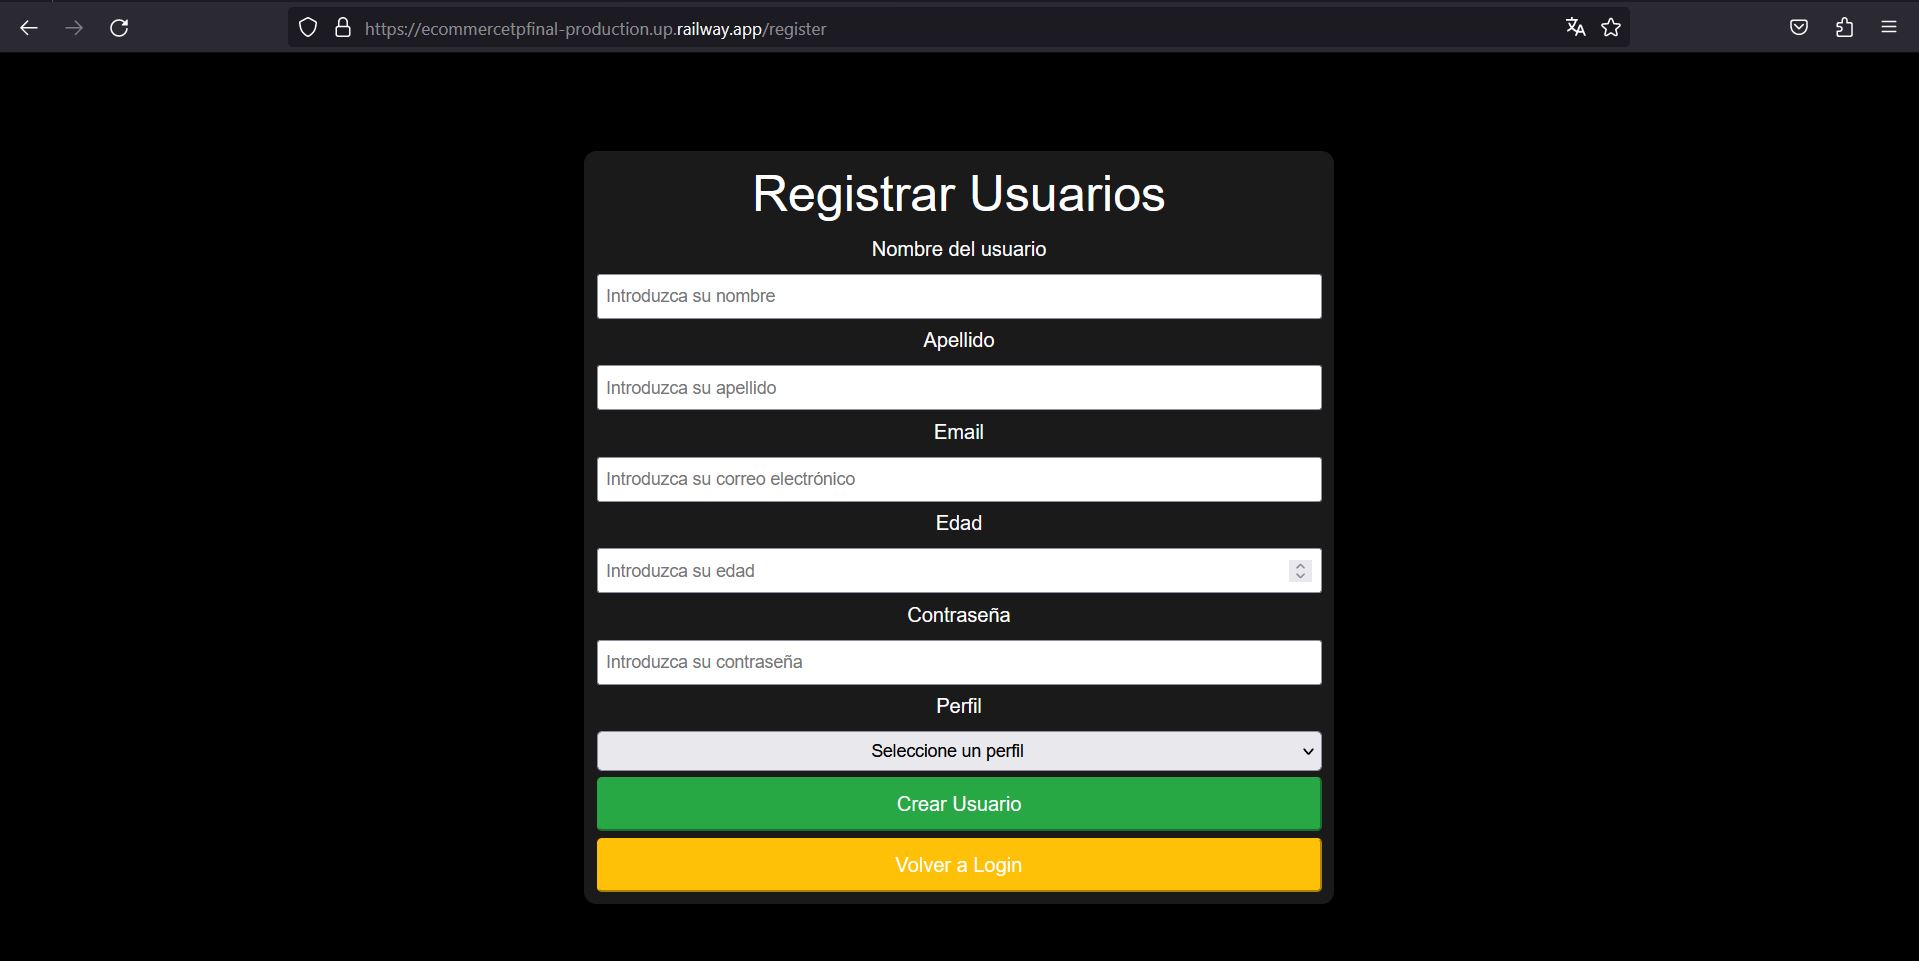 https://ecommercetpfinal-production.up.railway.app/register
Registrar Usuarios
Nombre del usuario
Introduzca su nombre
Apellido
Introduzca su apellido
Email
Introduzca su correo electrónico
Edad
Introduzca su edad
Contraseña
Introduzca su contraseña
Perfil
Seleccione un perfil
Crear Usuario
Volver a Login